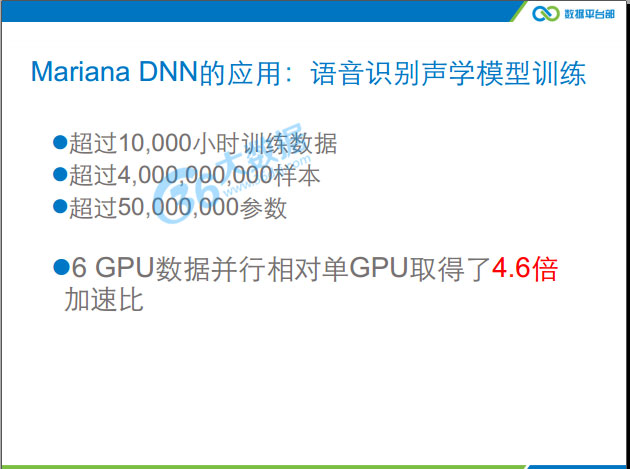 数据平台部
Mariana DNN的应用：语音识别声学模型训练
●超过10,000小时训练数据
●超过4,000,000,000样本
●超过50,000,000参数
●6 GPU数据并行相对单GPU取得了4.6倍
加速比
36大数据